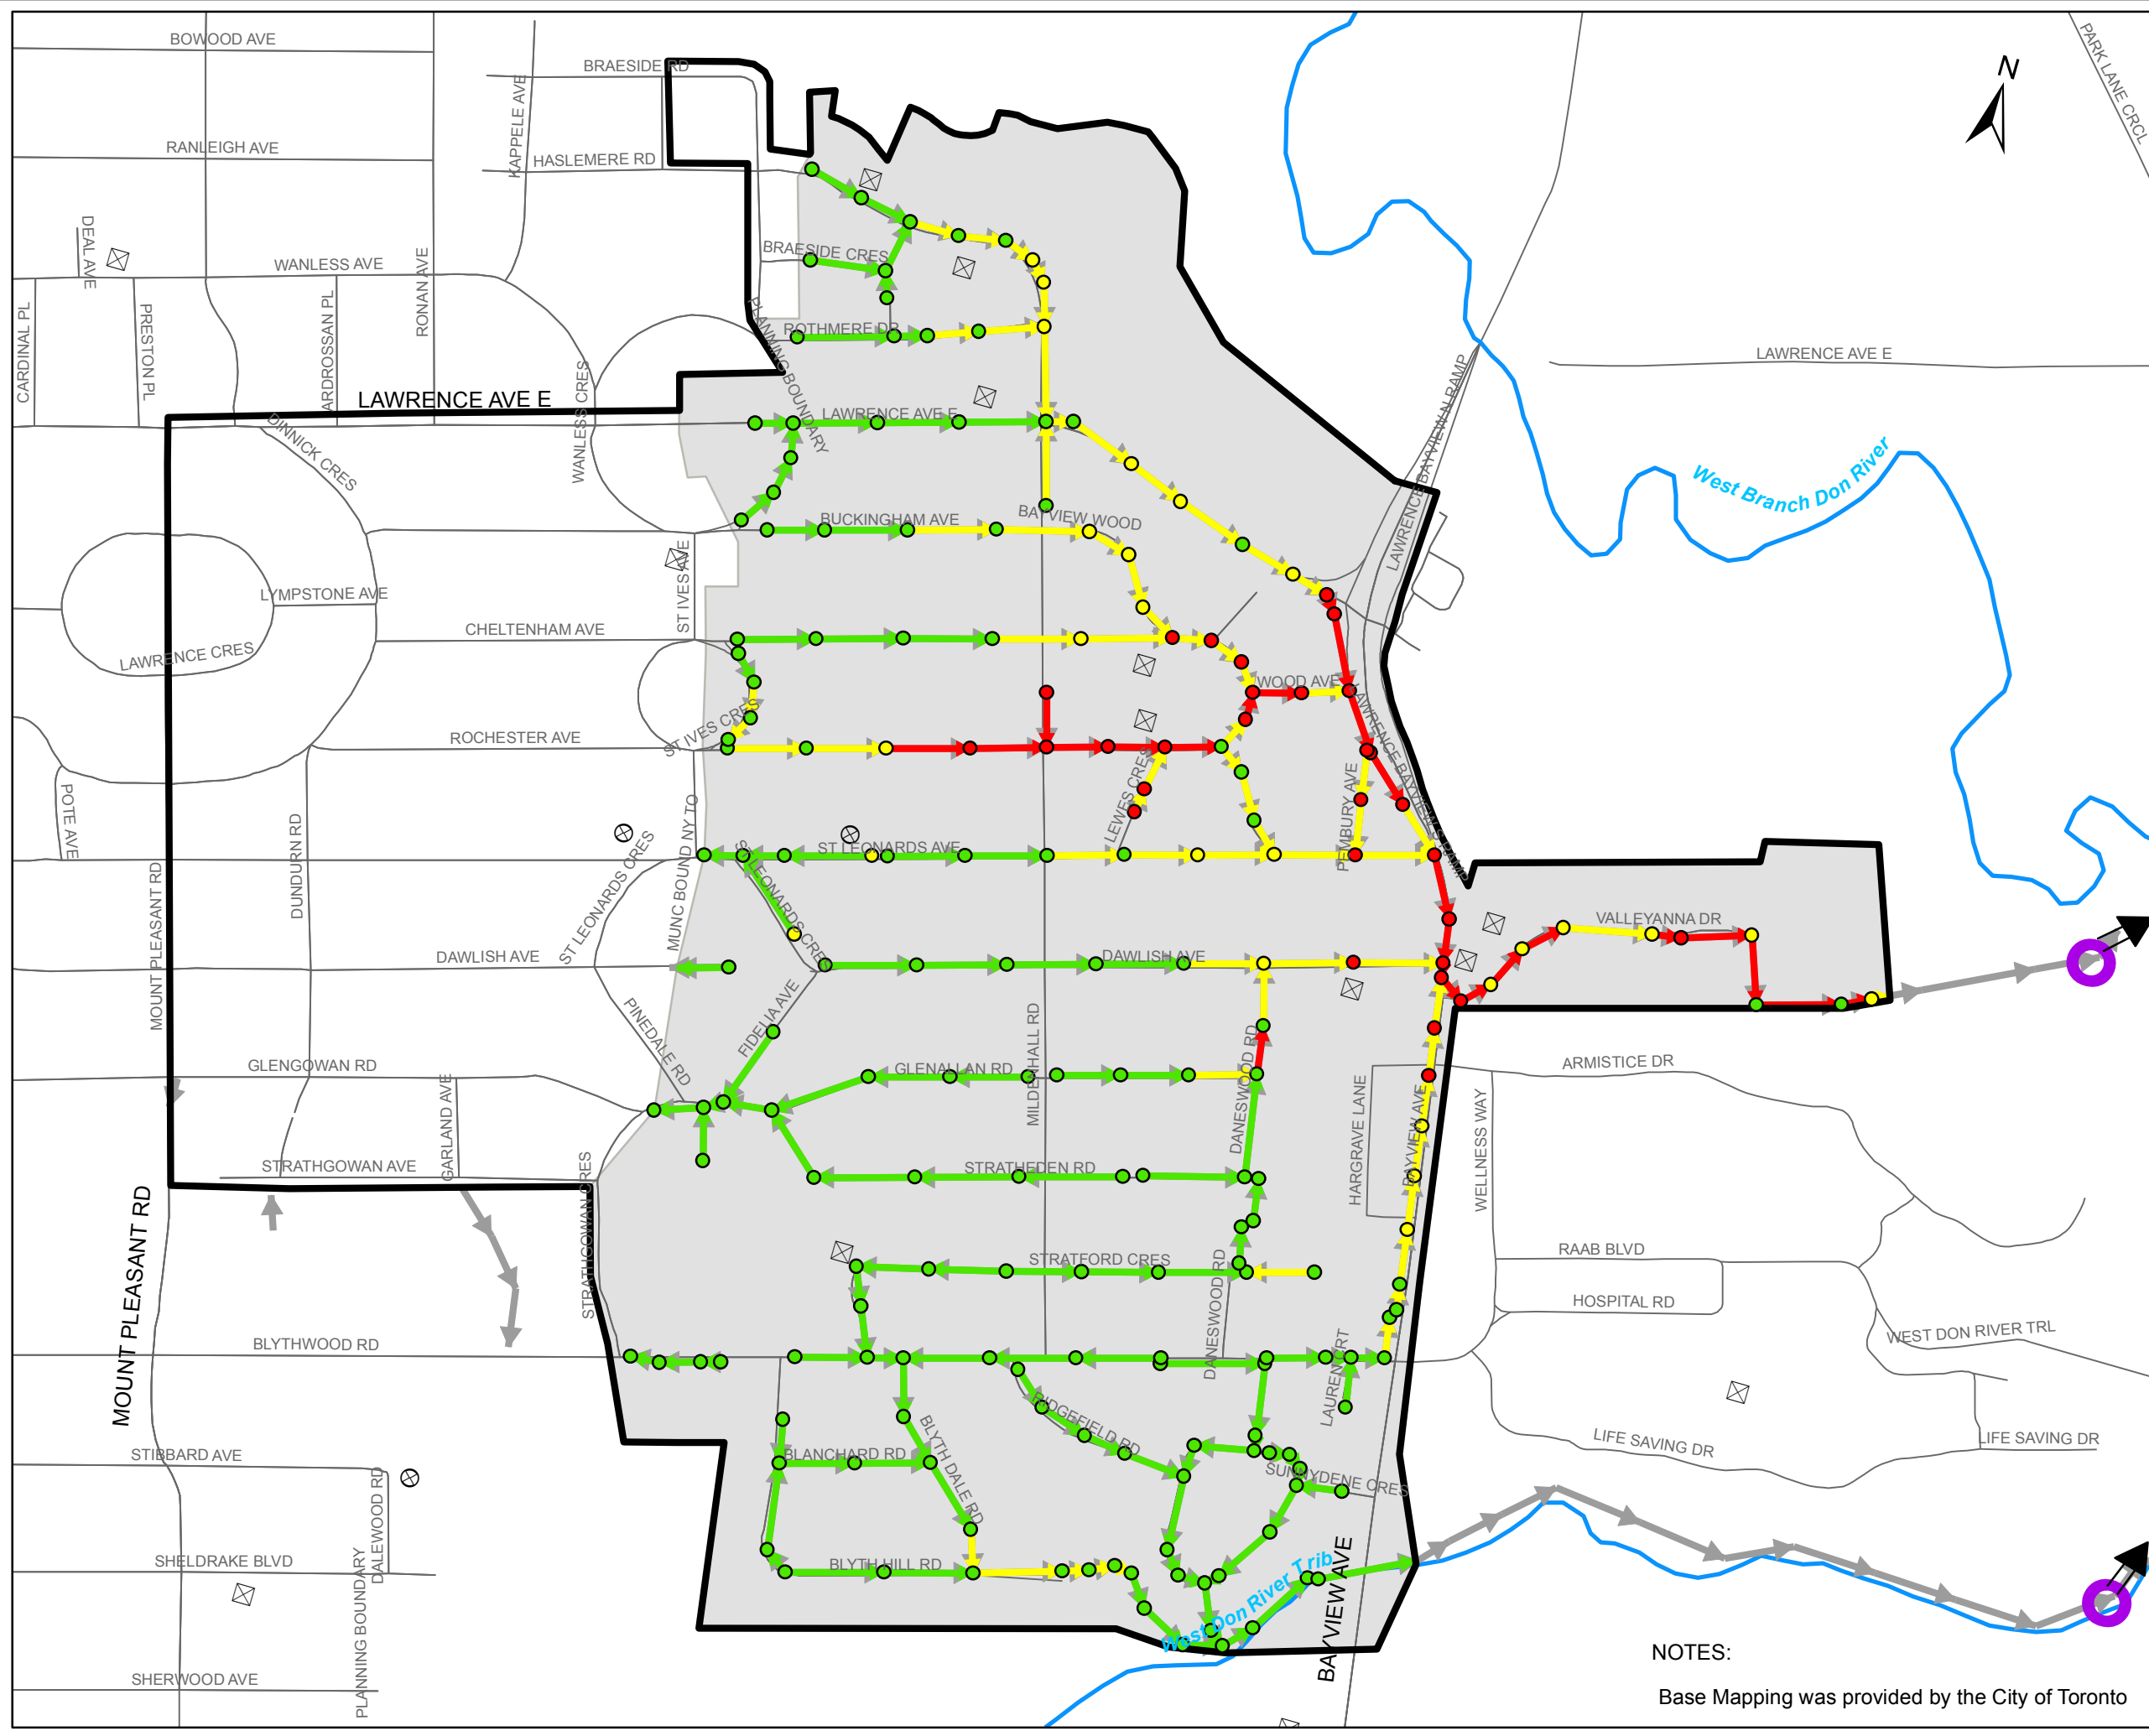 BOWOOD AVE
BRAESIDE RD
PARK LANE CRCL
N
KAPPELE AVE
RANLEIGH AVE
HASLEMERE RD
DEAL AVE
WANLESS AVE
RONAN AVE
BRAESIDE CRES
CARDINAL PL
PRESTON PL
ARDROSSAN PL
PLANNING BOUNDARY
ROTHMERE DR
LAWRENCE AVE E
LAWRENCE AVE E
LAWRENCE AVE E
WANLESS CRES
DINNICK CRES
LAWRENCE BAYVIEW N RAMP
West Branch Don River
BUCKINGHAM AVE
BAYVIEW WOOD
ST IVES AVE
LYMPSTONE AVE
CHELTENHAM AVE
LAWRENCE CRES
WOOD AVE
ST IVES CRES
ROCHESTER AVE
LAWRENCE BAYVIEW S RAMP
POTE AVE
DUNDURN RD
MUNC BOUND NY TO
LEWES CRES
PEMBURY AVE
ST LEONARDS AVE
ST LEONARDS CRES
ST LEONARDS CRES
MOUNT PLEASANT RD
VALLEYANNA DR
DAWLISH AVE
DAWLISH AVE
PINEDALE RD
FIDELIA AVE
MILDENHALL RD
DANESWOOD RD
GLENGOWAN RD
GLENALLAN RD
ARMISTICE DR
GARLAND AVE
HARGRAVE LANE
BAYVIEW AVE
WELLNESS WAY
STRATHGOWAN AVE
STRATHEDEN RD
STRATHGOWAN CRES
MOUNT PLEASANT RD
STRATFORD CRES
DANESWOOD RD
RAAB BLVD
HOSPITAL RD
WEST DON RIVER TRL
BLYTHWOOD RD
LAUREN CRT
RIDGEFIELD RD
BLYTH DALE RD
STIBBARD AVE
BLANCHARD RD
LIFE SAVING DR
LIFE SAVING DR
SUNNYDENE CRES
DALEWOOD RD
SHELDRAKE BLVD
BLYTH HILL RD
West Don River Trib
BAYVIEW AVE
PLANNING BOUNDARY
SHERWOOD AVE
NOTES:
Base Mapping was provided by the City of Toronto